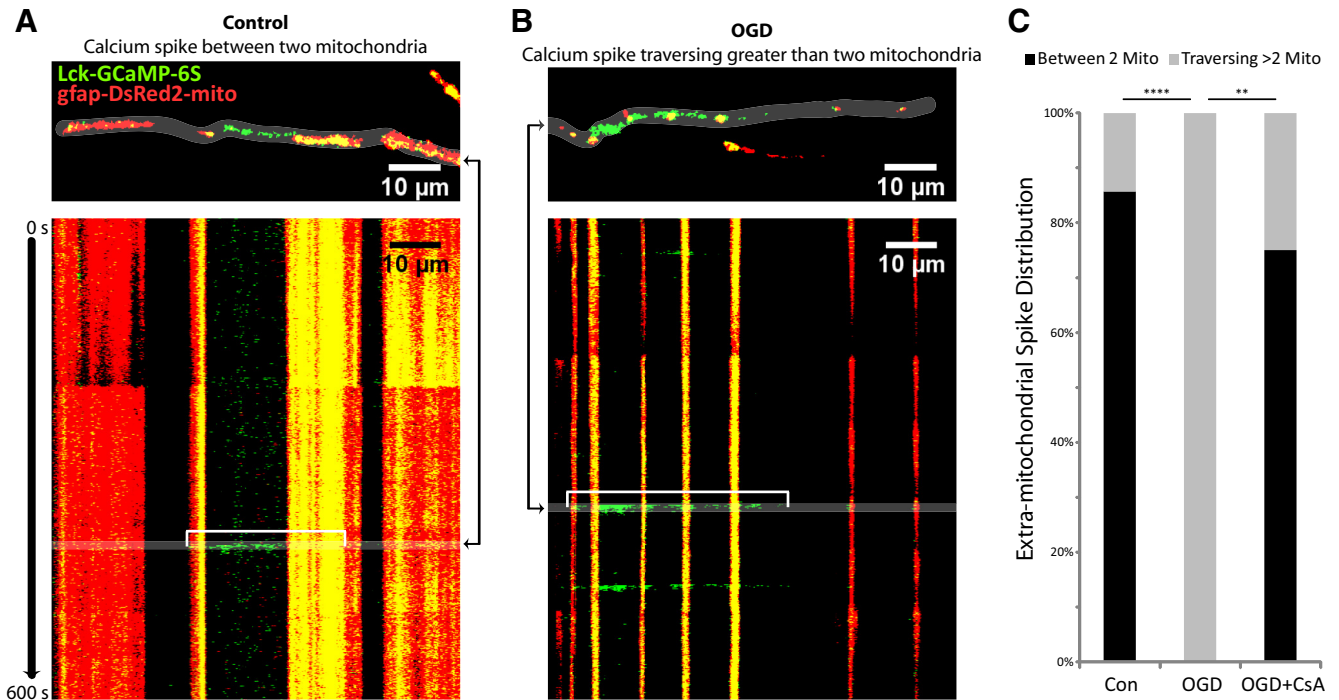 A
Control
Calcium spike between two mitochondria
Lck-GCaMP-6S
gfap-DsRed2-mito
10 µm
0 s
10 µm
600 s
B
OGD
Calcium spike traversing greater than two mitochondria
10 µm
10 µm
C
Between 2 Mito
Traversing >2 Mito
****
**
Extra-mitochondrial Spike Distribution
100%
80%
60%
40%
20%
0%
Con
OGD
OGD+CsA